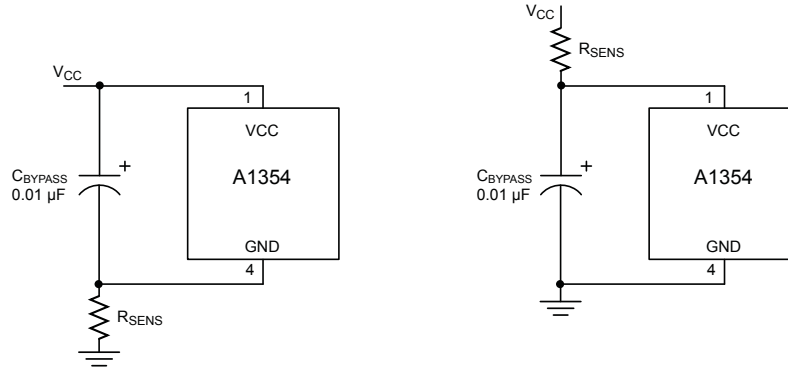 VCC
1
VCC
CBYPASS
0.01 µF
A1354
GND
4
RSENS
VCC
RSENS
1
VCC
CBYPASS
0.01 µF
A1354
GND
4